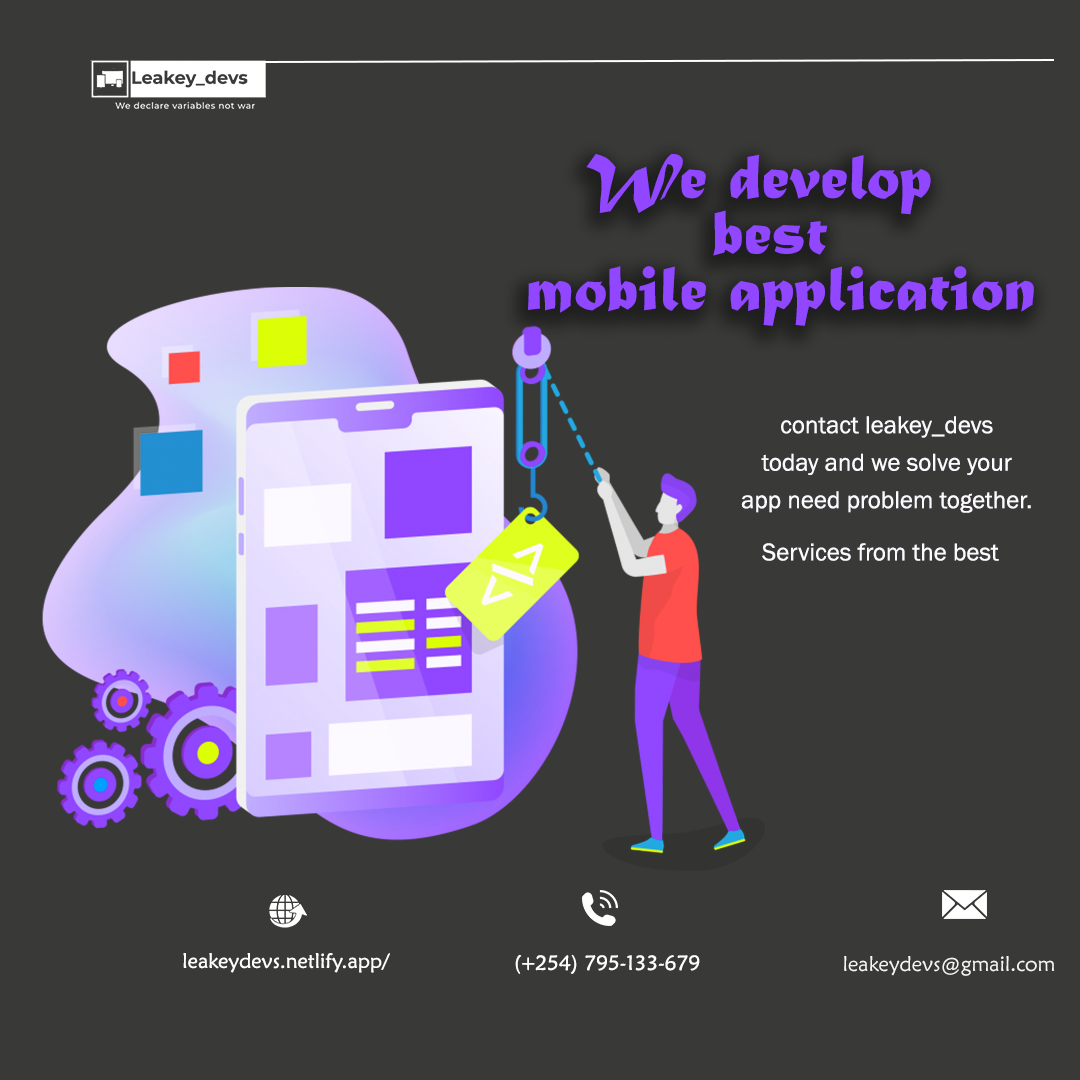 Leakey_devs
We declare variables not war
We develop
best
mobile application
contact leakey_devs
today and we solve your
app need problem together.
Services from the best
</>
leakeydevs.netlify.app/
(+254) 795-133-679
leakeydevs@gmail.com